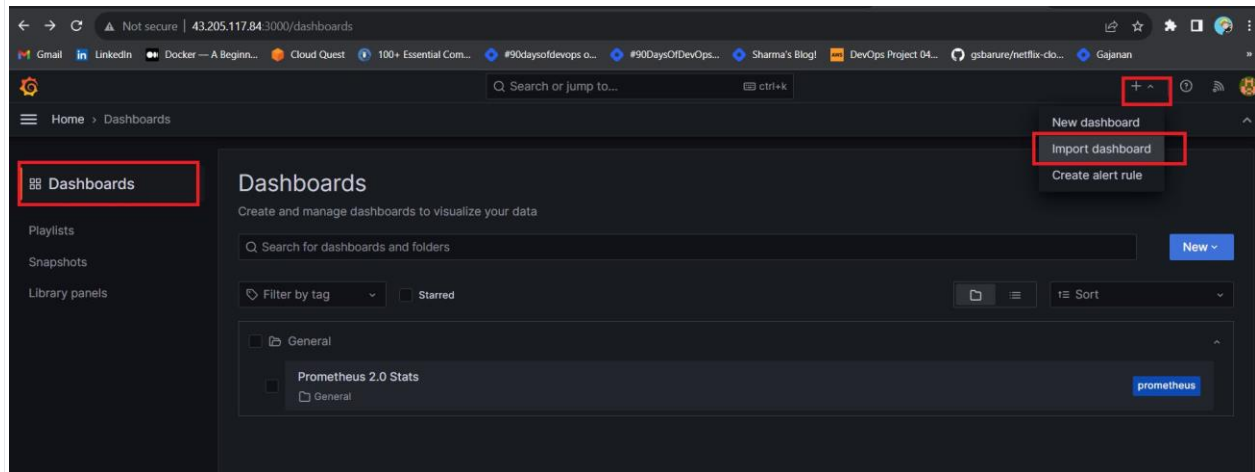 Not secure | 43.205.117.84:3000/dashboards
Gmail LinkedIn Docker — A Beginn... Cloud Quest 100+ Essential Com... #90daysofdevops o... #90DaysOfDevOps... Sharma's Blog! DevOps Project 04... gsbarure/netflix-clo... Gajanan »
Search or jump to... ctrl+k
Home › Dashboards
New dashboard
Import dashboard
Create alert rule
Dashboards
Playlists
Snapshots
Library panels
Dashboards
Create and manage dashboards to visualize your data
Search for dashboards and folders New
Filter by tag Starred Sort
General
Prometheus 2.0 Stats prometheus
General